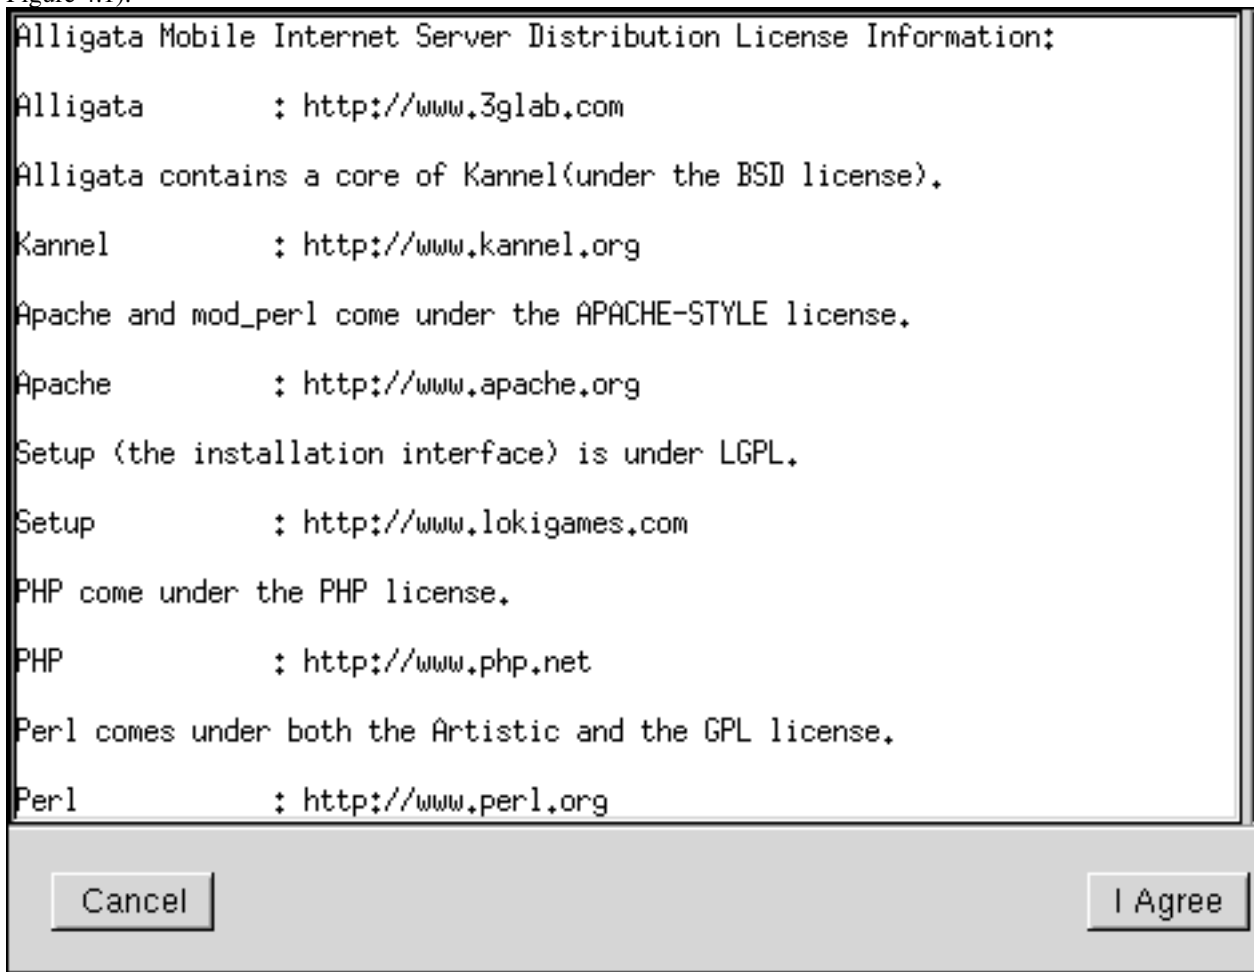 Figure 4.1).
Alligata Mobile Internet Server Distribution License Information:
Alligata : http://www.3glab.com
Alligata contains a core of Kannel(under the BSD license).
Kannel : http://www.kannel.org
Apache and mod_perl come under the APACHE-STYLE license.
Apache : http://www.apache.org
Setup (the installation interface) is under LGPL.
Setup : http://www.lokigames.com
PHP come under the PHP license.
PHP : http://www.php.net
Perl comes under both the Artistic and the GPL license.
Perl : http://www.perl.org
Cancel I Agree